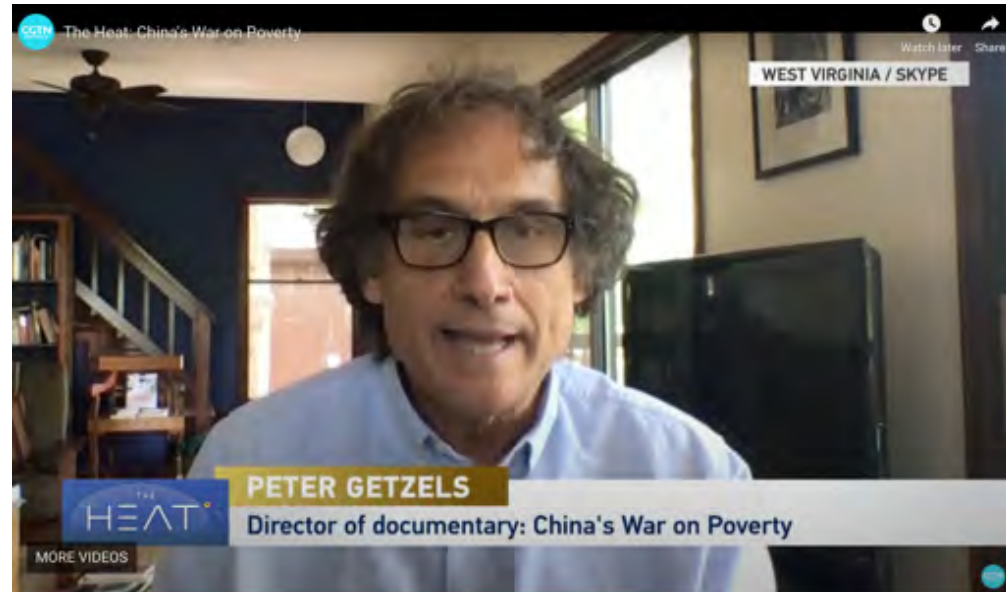 CGTN
The Heat: China's War on Poverty
Watch later
Share
WEST VIRGINIA / SKYPE
PETER GETZELS
THE
HEAT
Director of documentary: China's War on Poverty
MORE VIDEOS